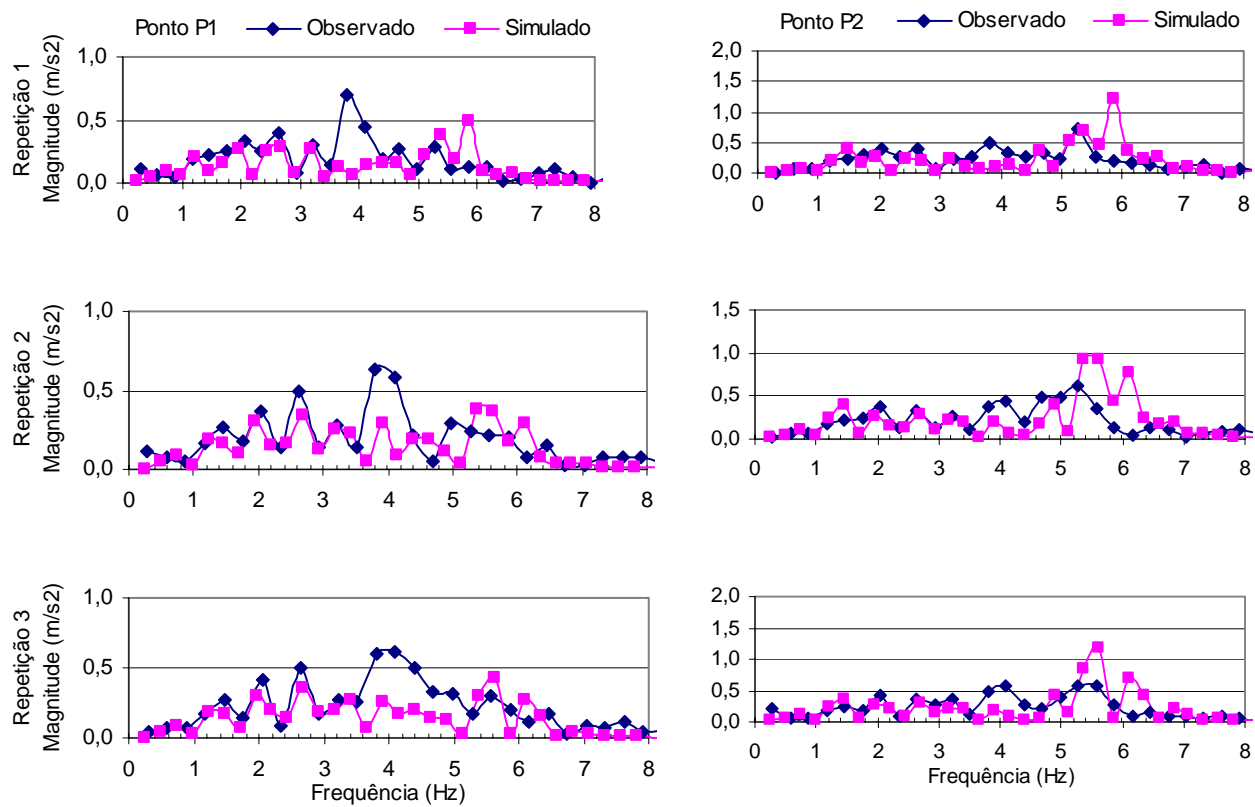 Ponto P1 Observado Simulado
Ponto P2 Observado Simulado
Repetição 1
Magnitude (m/s2)
1,0
0,5
0,0
0 1 2 3 4 5 6 7 8
2,0
1,5
1,0
0,5
0,0
0 1 2 3 4 5 6 7 8
Repetição 2
Magnitude (m/s2)
1,0
0,5
0,0
0 1 2 3 4 5 6 7 8
1,5
1,0
0,5
0,0
0 1 2 3 4 5 6 7 8
Repetição 3
Magnitude (m/s2)
1,0
0,5
0,0
0 1 2 3 4 5 6 7 8
Frequência (Hz)
2,0
1,5
1,0
0,5
0,0
0 1 2 3 4 5 6 7 8
Frequência (Hz)